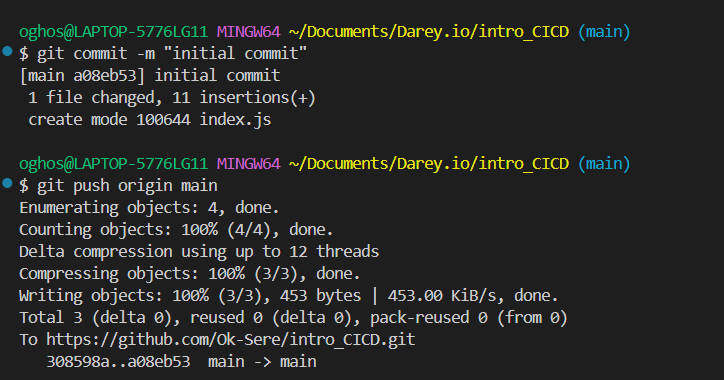 oghos@LAPTOP-5776LG11 MINGW64 ~/Documents/Darey.io/intro_CICD (main)
$ git commit -m "initial commit"
[main a08eb53] initial commit
 1 file changed, 11 insertions(+)
 create mode 100644 index.js
oghos@LAPTOP-5776LG11 MINGW64 ~/Documents/Darey.io/intro_CICD (main)
$ git push origin main
Enumerating objects: 4, done.
Counting objects: 100% (4/4), done.
Delta compression using up to 12 threads
Compressing objects: 100% (3/3), done.
Writing objects: 100% (3/3), 453 bytes | 453.00 KiB/s, done.
Total 3 (delta 0), reused 0 (delta 0), pack-reused 0 (from 0)
To https://github.com/Ok-Sere/intro_CICD.git
   308598a..a08eb53  main -> main